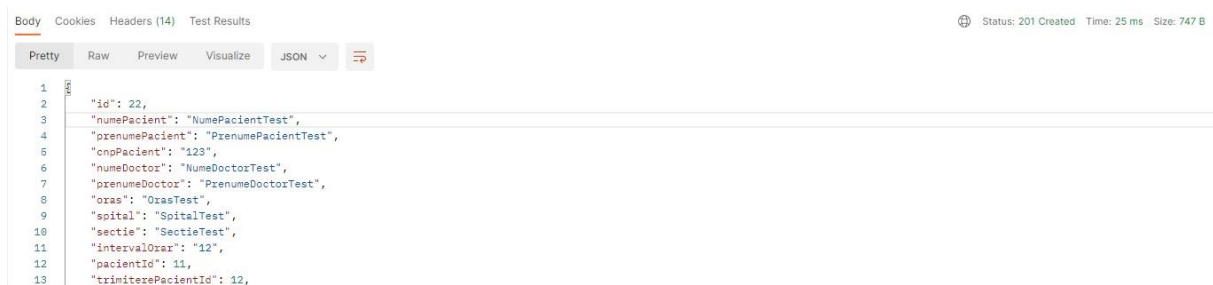 Body Cookies Headers (14) Test Results Status: 201 Created Time: 25 ms Size: 747 B
Pretty Raw Preview Visualize JSON
1 {
2 "id": 22,
3 "numePacient": "NumePacientTest",
4 "prenumePacient": "PrenumePacientTest",
5 "cnpPacient": "123",
6 "numeDoctor": "NumeDoctorTest",
7 "prenumeDoctor": "PrenumeDoctorTest",
8 "oras": "OrasTest",
9 "spital": "SpitalTest",
10 "sectie": "SectieTest",
11 "intervalOrar": "12",
12 "pacientId": 11,
13 "trimiterePacientId": 12,